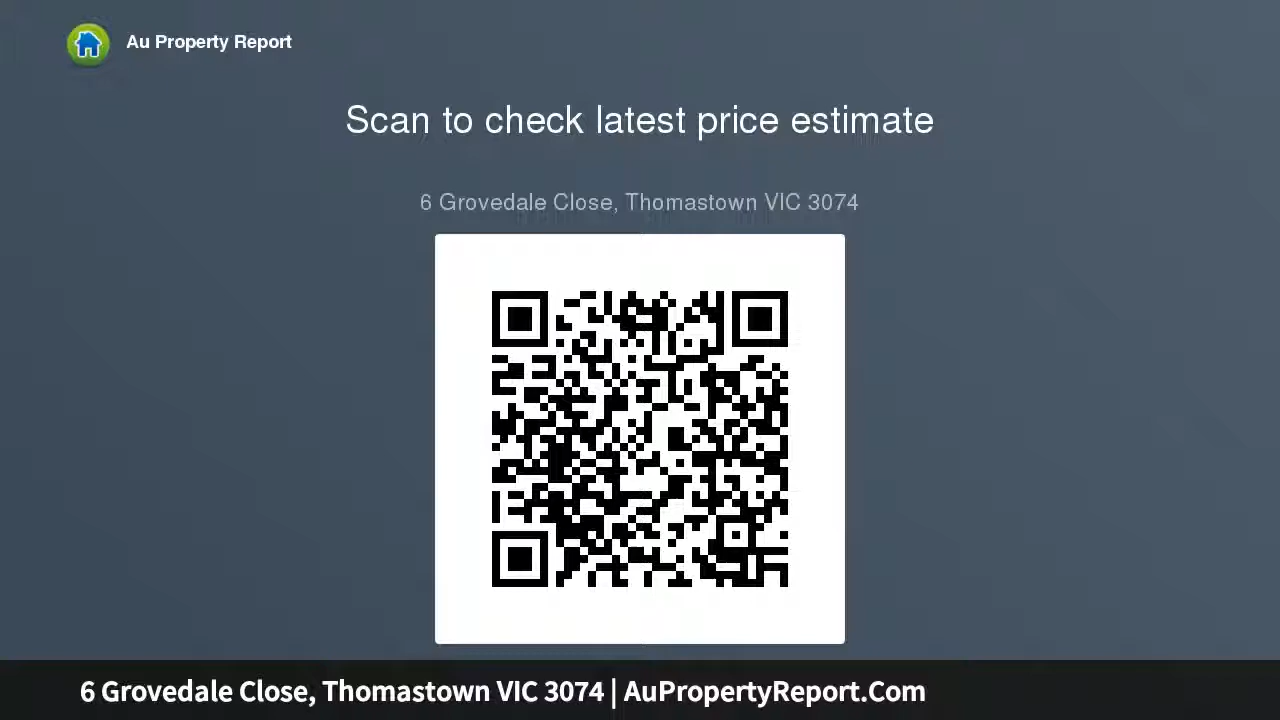 Au Property Report
Scan to check latest price estimate
6 Grovedale Close, Thomastown VIC 3074
6 Grovedale Close, Thomastown VIC 3074 | AuPropertyReport.Com